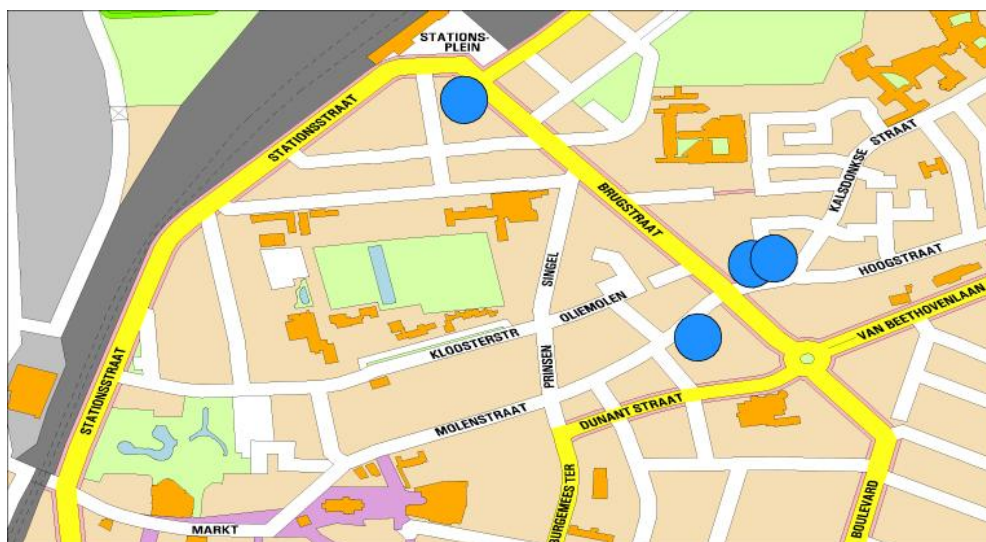 STATIONS-
PLEIN
STATIONSSTRAAT
KALSDONKSE
STRAAT
BRUGSTRAAT
HOOGSTRAAT
SINGEL
PRINSEN
OLIEMOLEN
KLOOSTERSTR
VAN BEETHOVENLAAN
STATIONSSTRAAT
MOLENSTRAAT
DUNANT STRAAT
BURGEMEESTER
BOULEVARD
MARKT